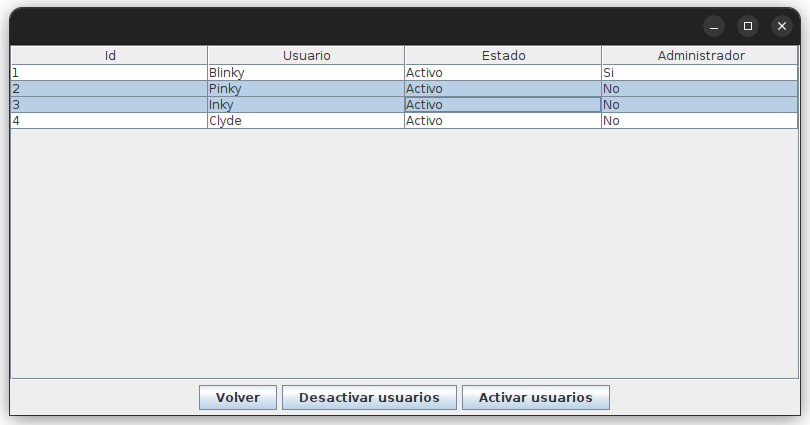 Id Usuario Estado Administrador
1 Blinky Activo Si
2 Pinky Activo No
3 Inky Activo No
4 Clyde Activo No
Volver Desactivar usuarios Activar usuarios